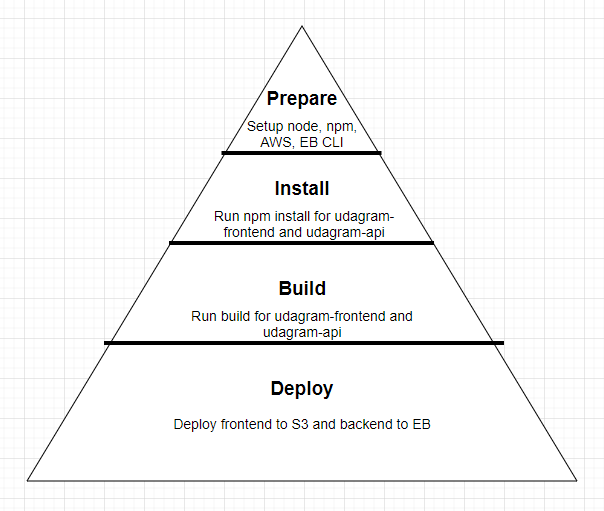 Prepare
Setup node, npm,
AWS, EB CLI
Install
Run npm install for udagram-
frontend and udagram-api
Build
Run build for udagram-frontend and
udagram-api
Deploy
Deploy frontend to S3 and backend to EB